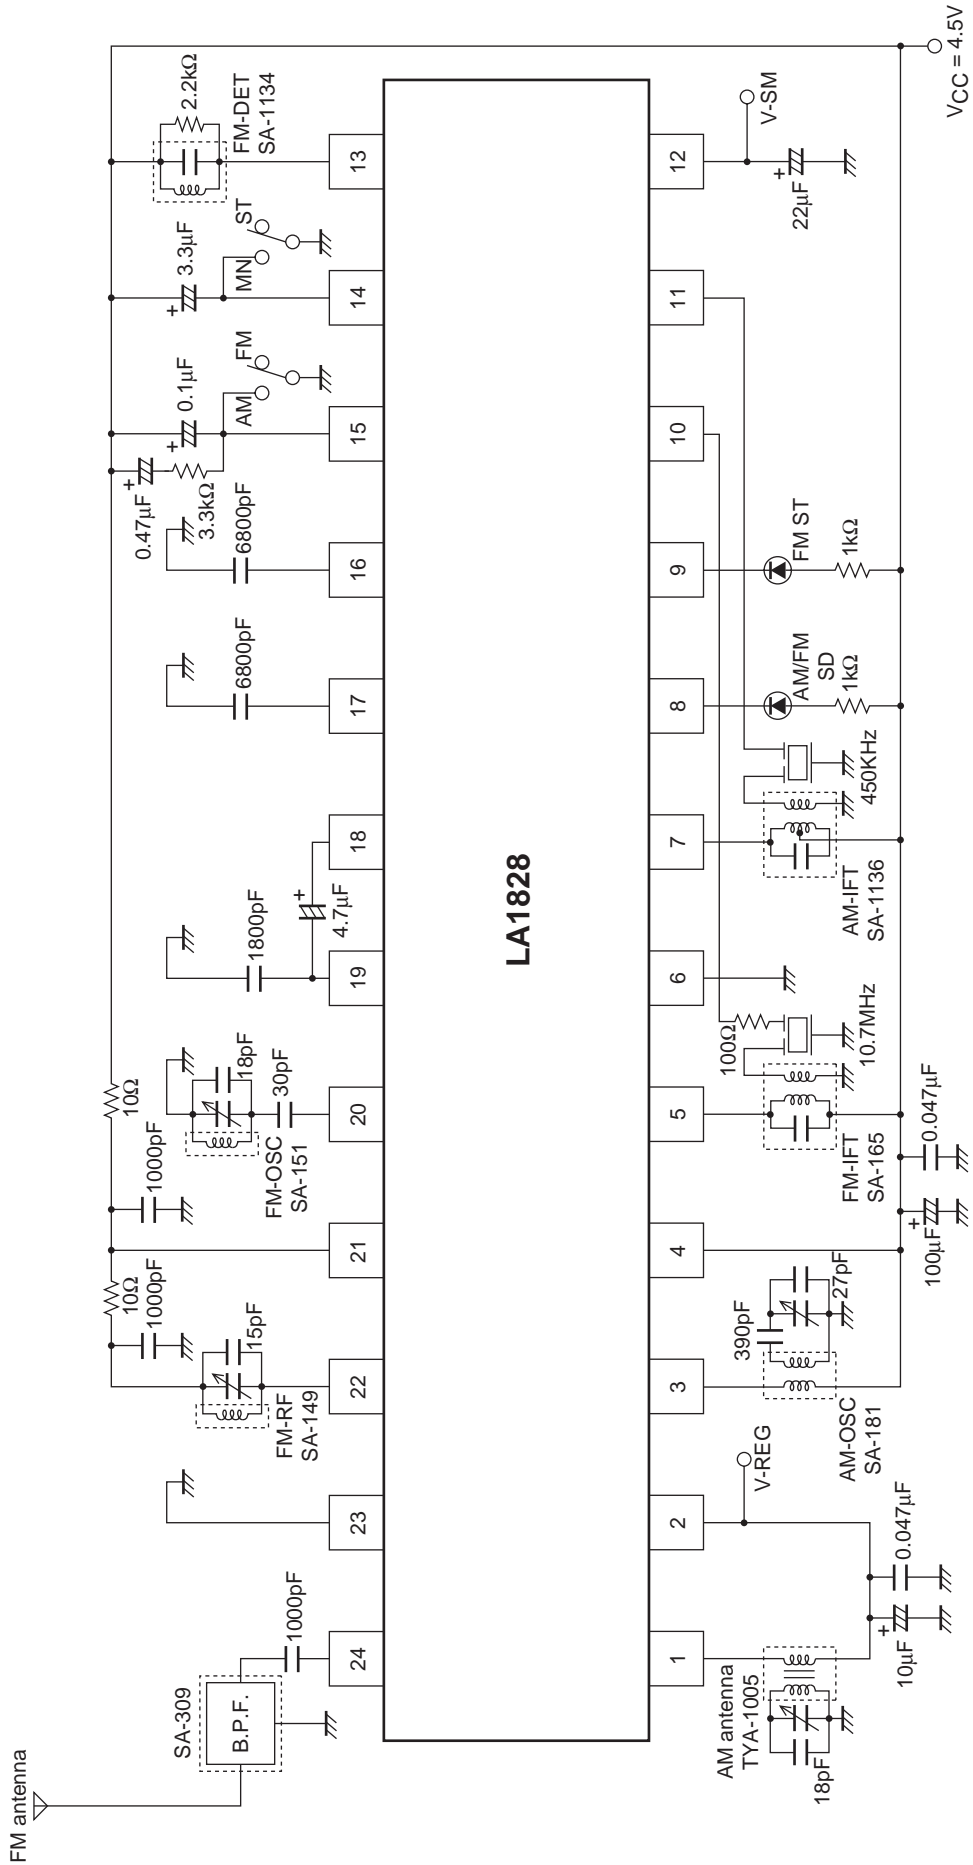 FM antenna
SA-309
B.P.F.
1000pF
FM-RF
SA-149
15pF
10Ω
1000pF
1000pF
10Ω
FM-OSC
SA-151
18pF
30pF
1800pF
4.7μF
6800pF
6800pF
0.47μF
3.3kΩ
0.1μF
AM
FM
3.3μF
MN
ST
FM-DET
SA-1134
2.2kΩ
24
23
22
21
20
19
18
17
16
15
14
13
LA1828
1
2
3
4
5
6
7
8
9
10
11
12
AM antenna
TYA-1005
18pF
10μF
0.047μF
V-REG
AM-OSC
SA-181
390pF
27pF
100μF
0.047μF
FM-IFT
SA-165
100Ω
10.7MHz
AM-IFT
SA-1136
450KHz
AM/FM
SD
1kΩ
FM ST
1kΩ
22μF
V-SM
VCC = 4.5V